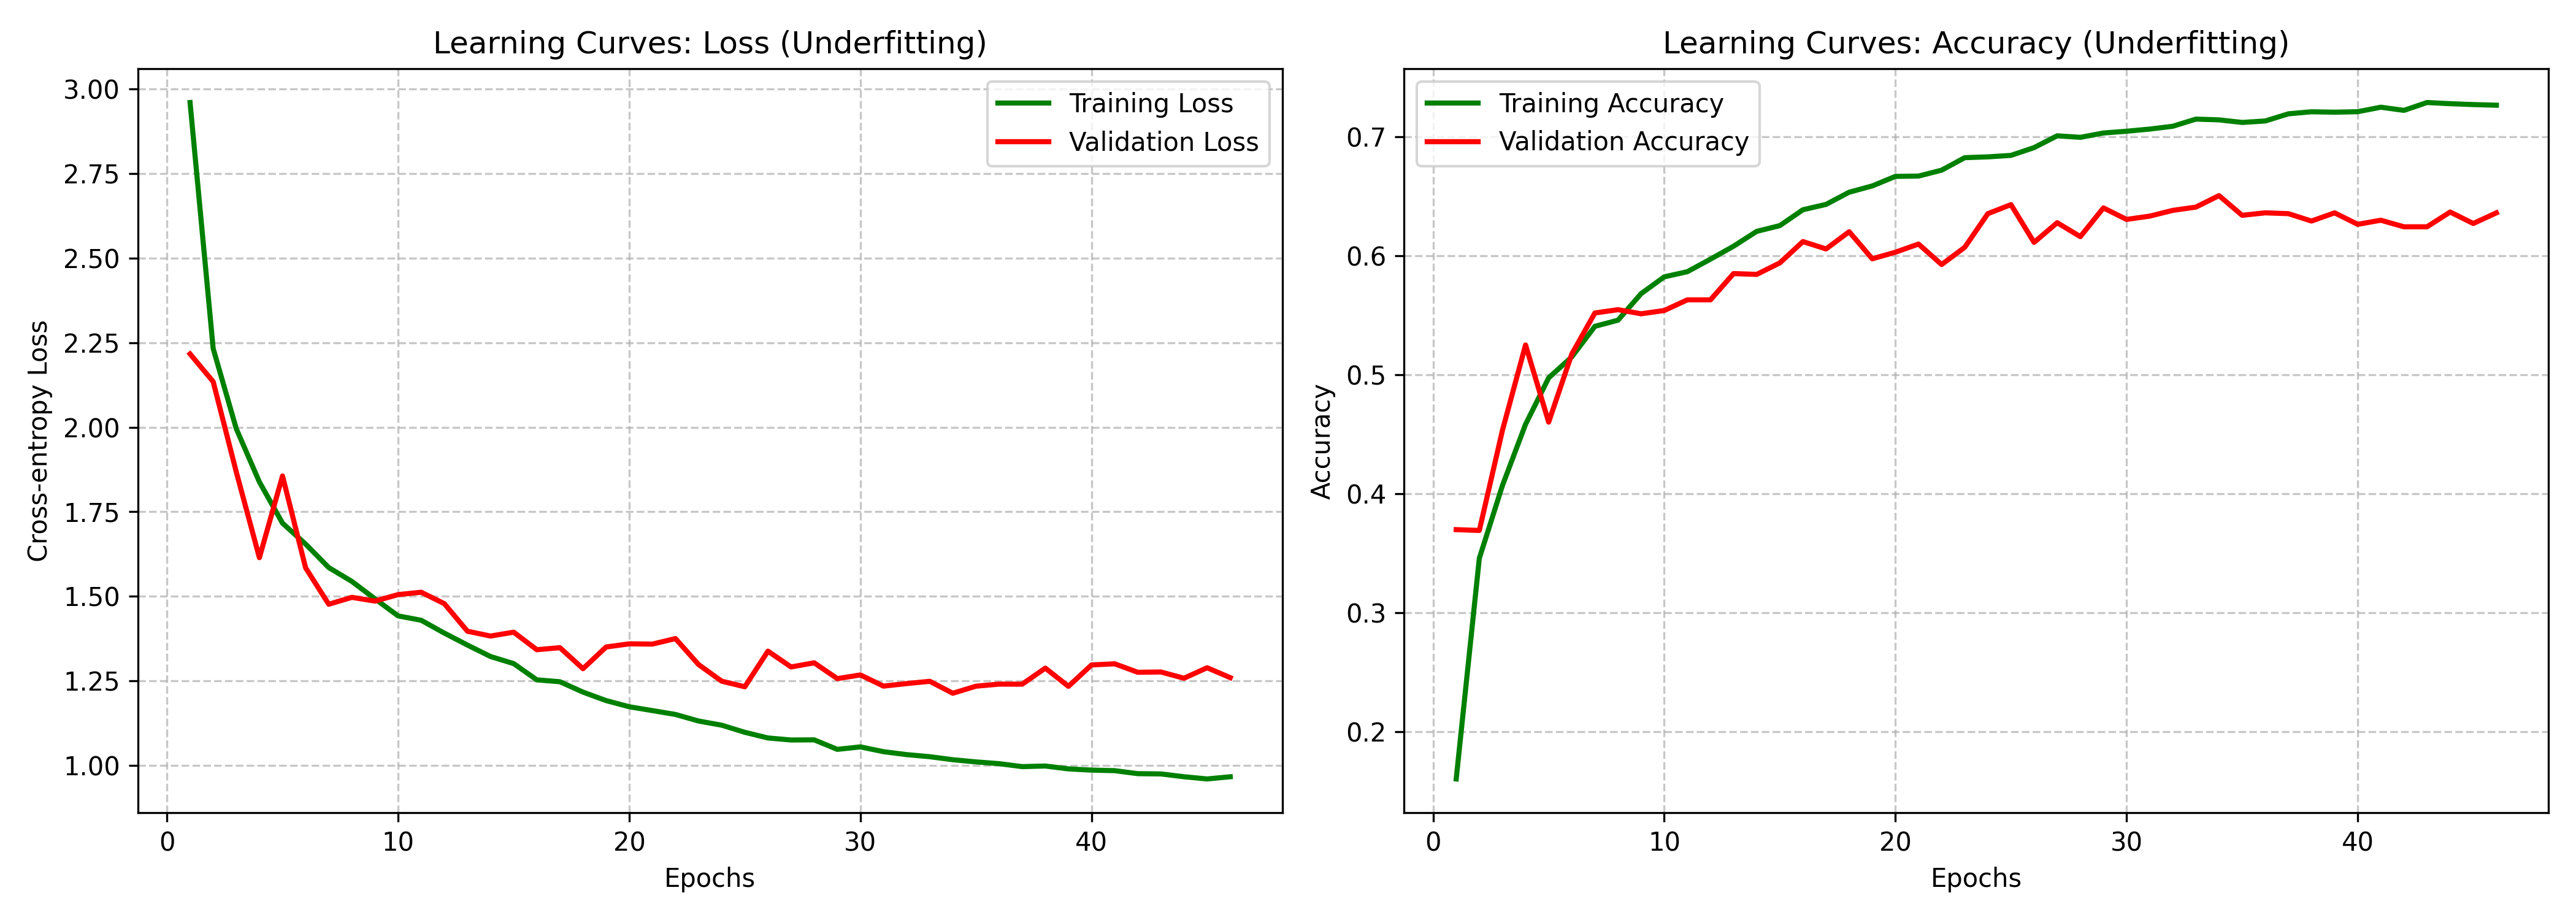 Learning Curves: Loss (Underfitting)
3.00
2.75
2.50
2.25
2.00
1.75
1.50
1.25
1.00
Cross-entropy Loss
Training Loss
Validation Loss
0 10 20 30 40
Epochs
Learning Curves: Accuracy (Underfitting)
0.7
0.6
0.5
0.4
0.3
0.2
Accuracy
Training Accuracy
Validation Accuracy
0 10 20 30 40
Epochs